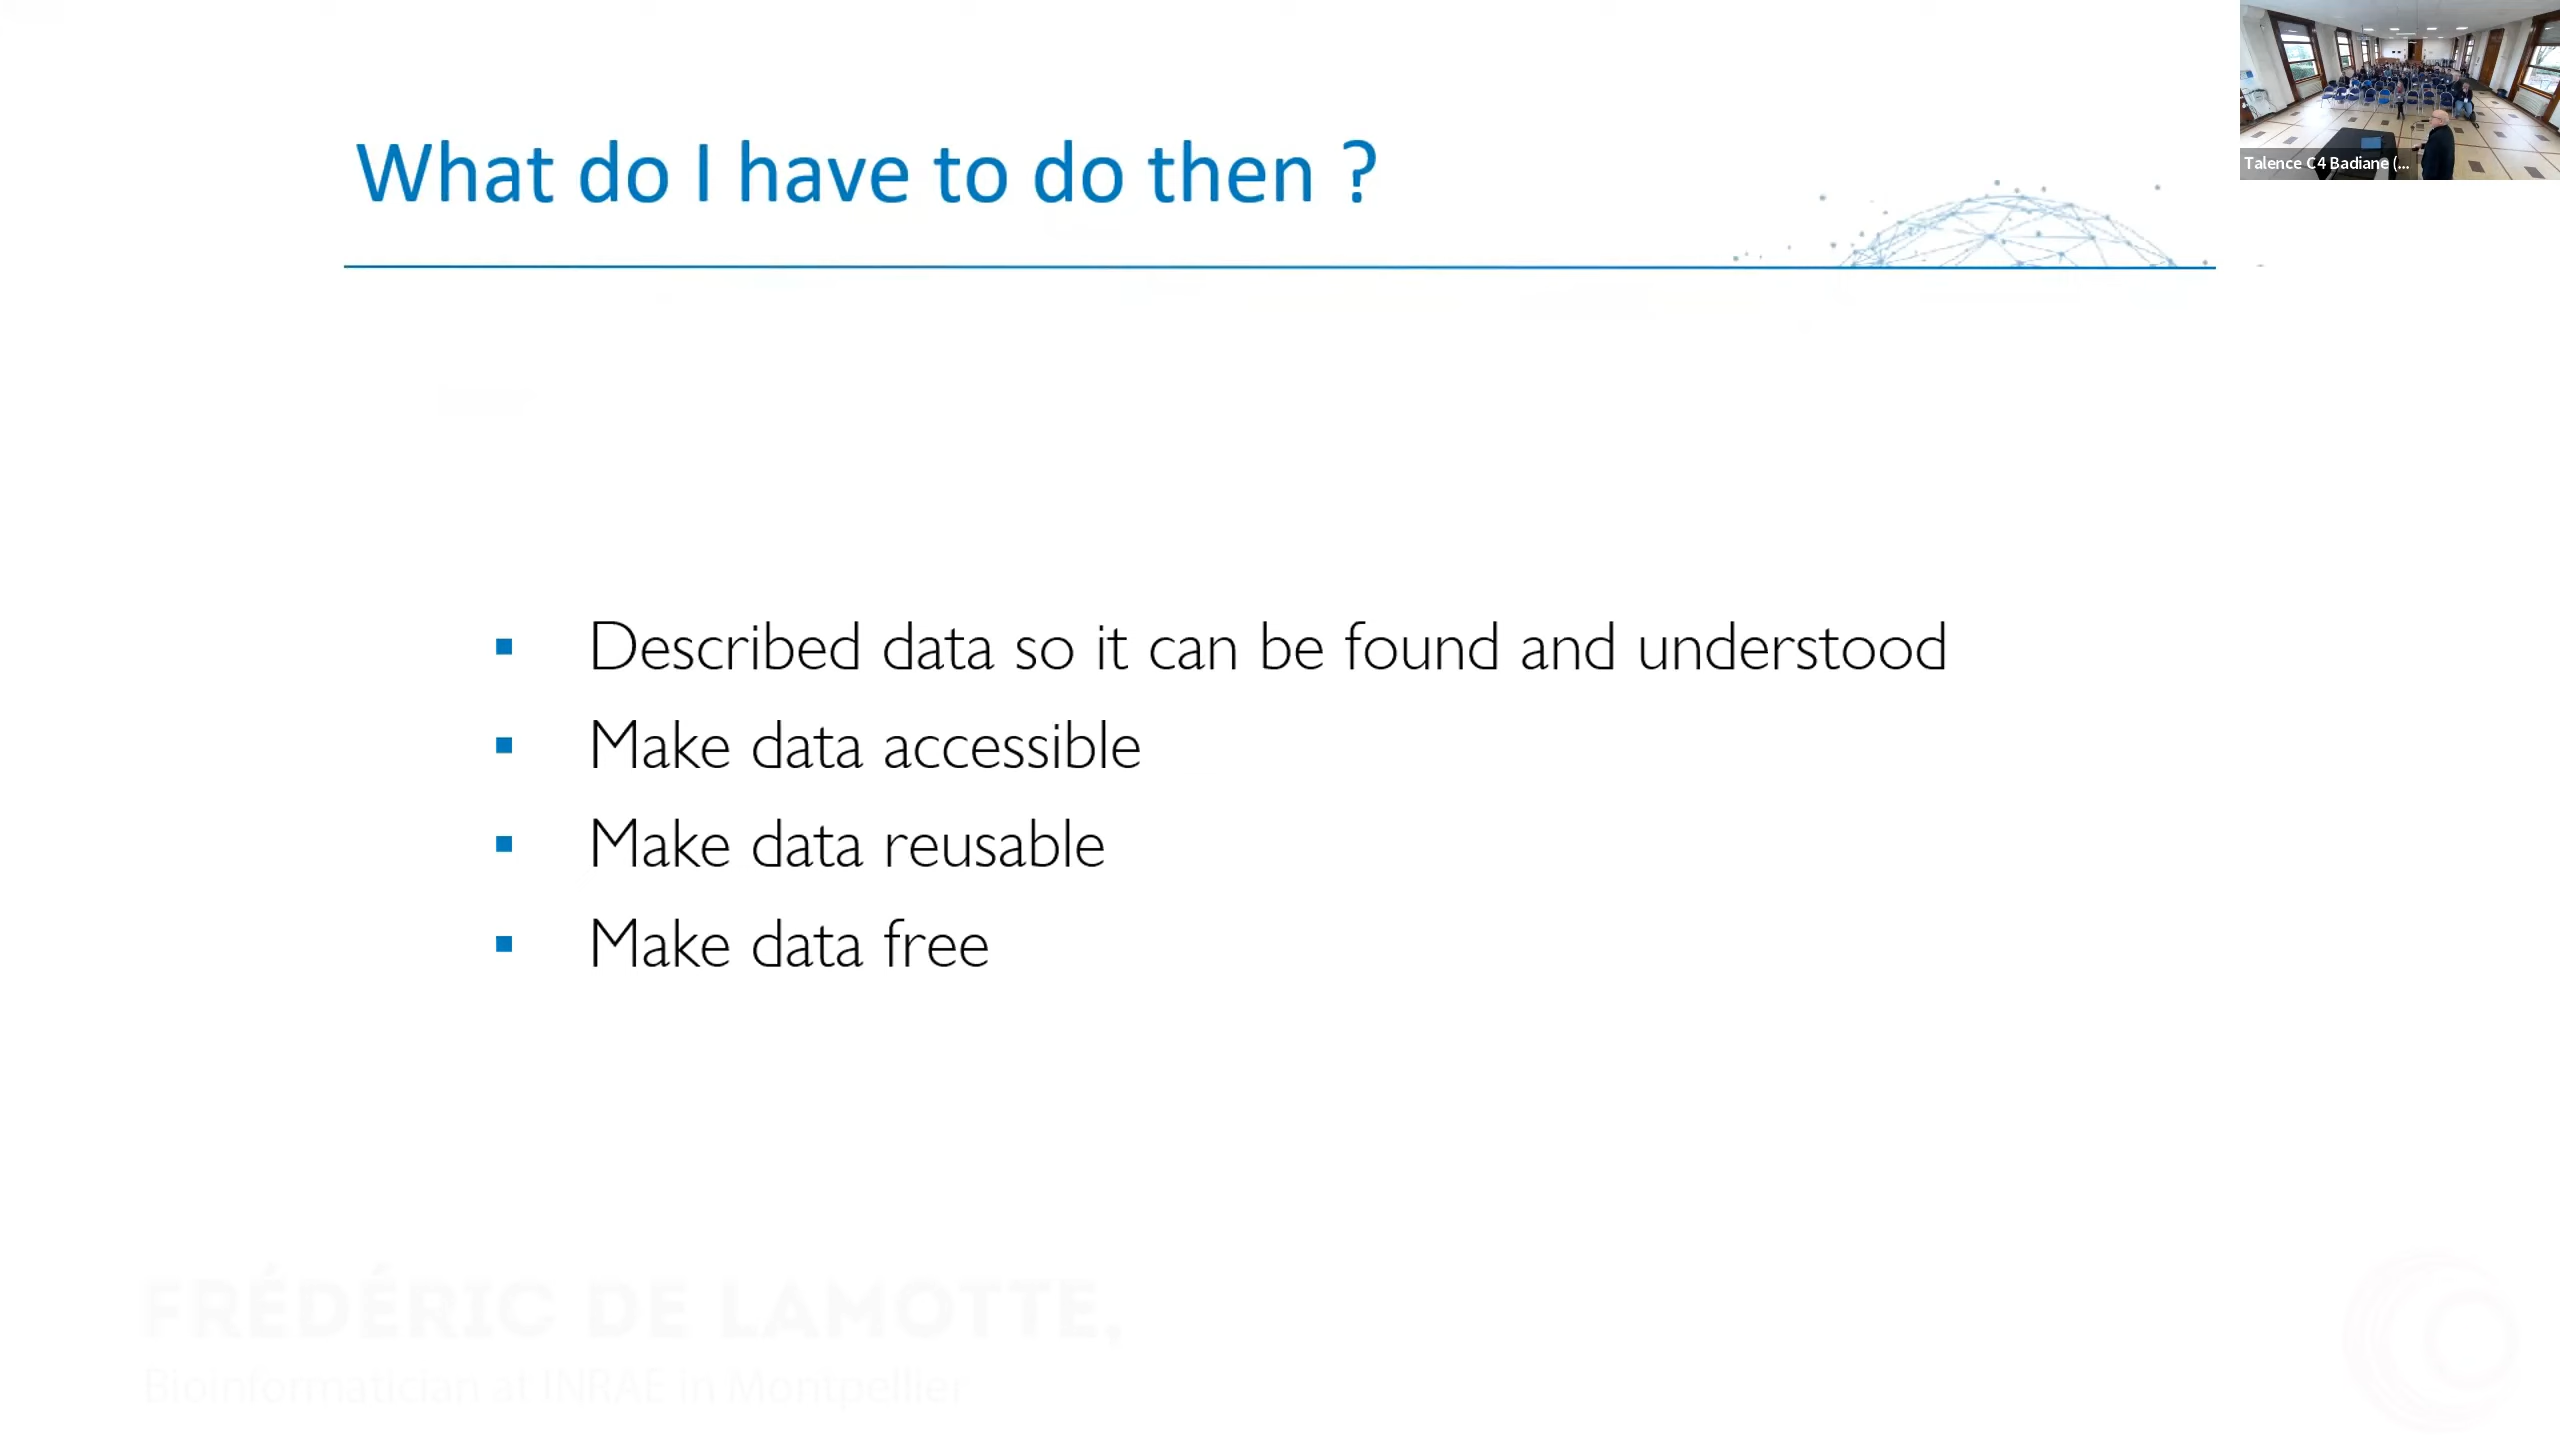 What do I have to do then ?
Talence C4 Badiane (...
Described data so it can be found and understood
Make data accessible
Make data reusable
Make data free
FRÉDÉRIC DE LAMOTTE,
Bioinformatician at INRAE in Montpellier